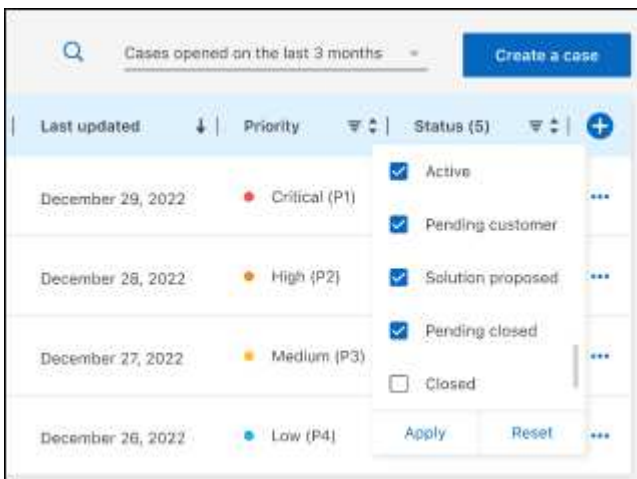 Cases opened on the last 3 months
Create a case
Last updated
Priority
Status (5)
Active
December 29, 2022
Critical (P1)
Pending customer
December 28, 2022
High (P2)
Solution proposed
Pending closed
December 27, 2022
Medium (P3)
Closed
December 26, 2022
Low (P4)
Apply
Reset